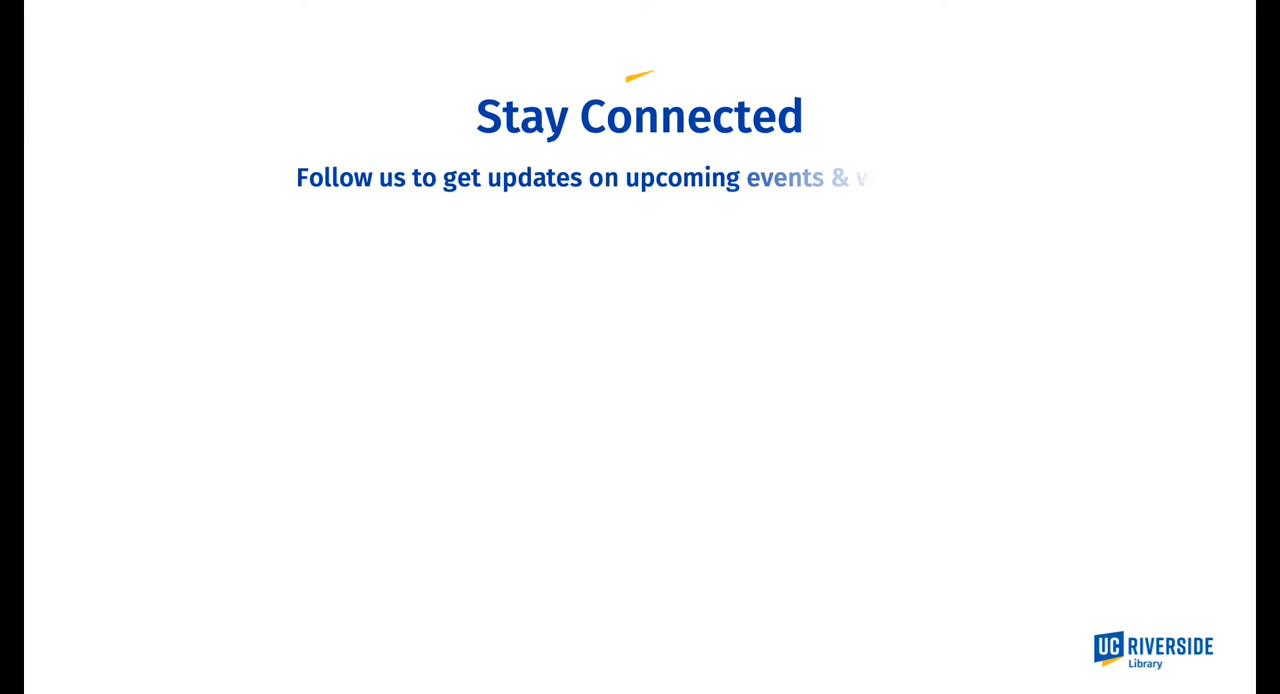 Stay Connected
Follow us to get updates on upcoming events &
UC RIVERSIDE
Library